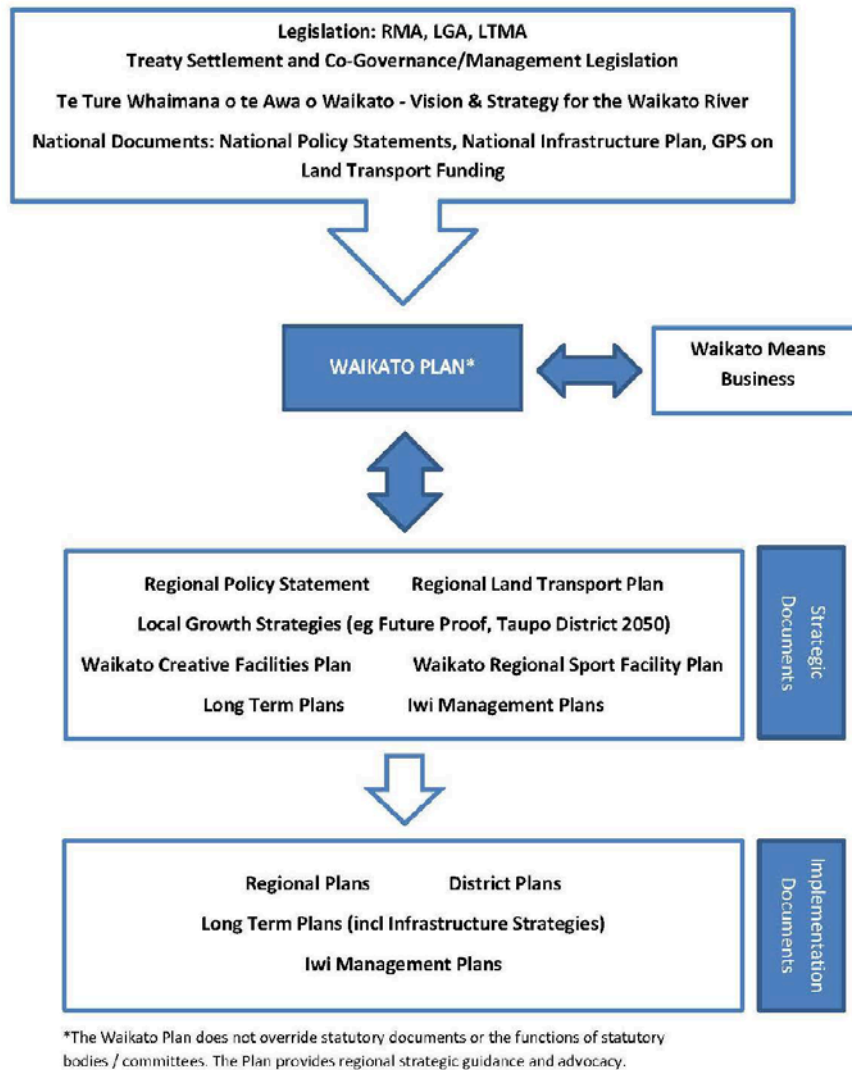 Legislation: RMA, LGA, LTMA
Treaty Settlement and Co-Governance/Management Legislation
Te Ture Whaimana o te Awa o Waikato - Vision & Strategy for the Waikato River
National Documents: National Policy Statements, National Infrastructure Plan, GPS on
Land Transport Funding
WAIKATO PLAN*
Waikato Means
Business
Regional Policy Statement Regional Land Transport Plan
Local Growth Strategies (eg Future Proof, Taupo District 2050)
Waikato Creative Facilities Plan Waikato Regional Sport Facility Plan
Long Term Plans Iwi Management Plans
Strategic
Documents
Regional Plans District Plans
Long Term Plans (incl Infrastructure Strategies)
Iwi Management Plans
Implementation
Documents
*The Waikato Plan does not override statutory documents or the functions of statutory
bodies / committees. The Plan provides regional strategic guidance and advocacy.